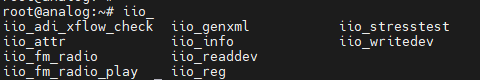 root@analog:~# iio_
iio_adi_xflow_check iio_genxml iio_stresstest
iio_attr iio_info iio_writedev
iio_fm_radio iio_readdev
iio_fm_radio_play _ iio_reg